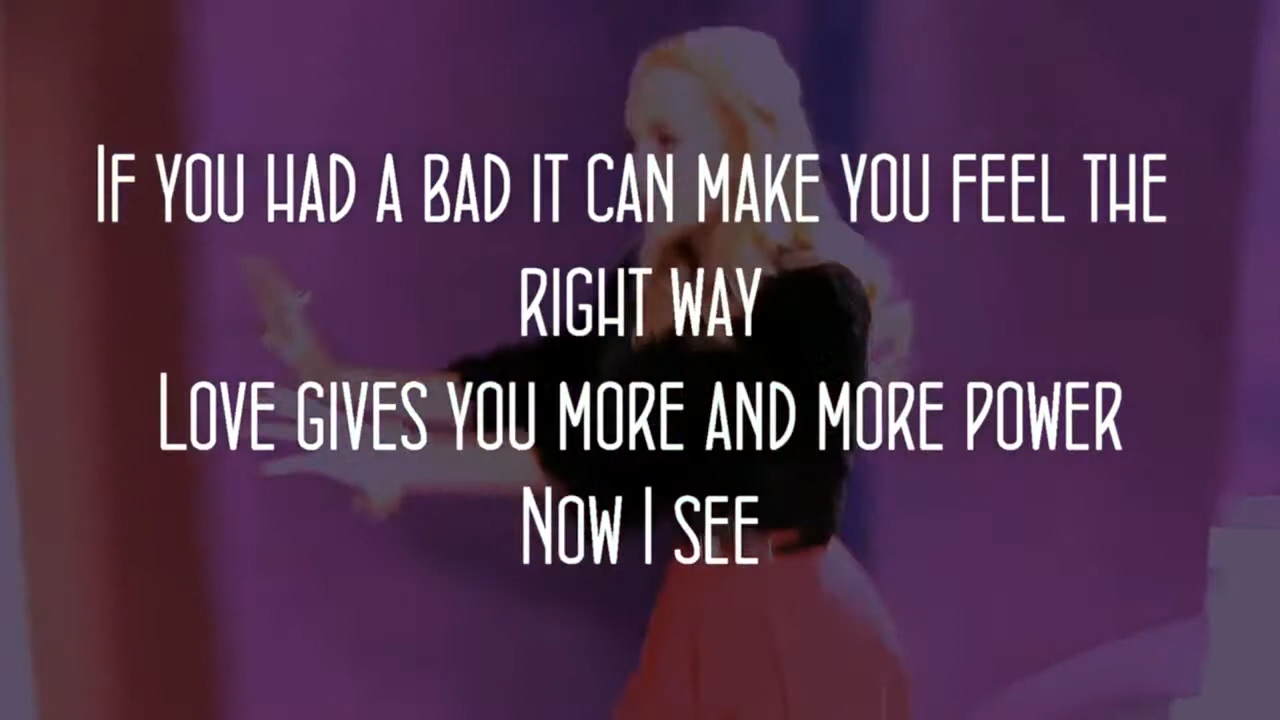 If you had a bad it can make you feel the
right way
Love gives you more and more power
Now I see